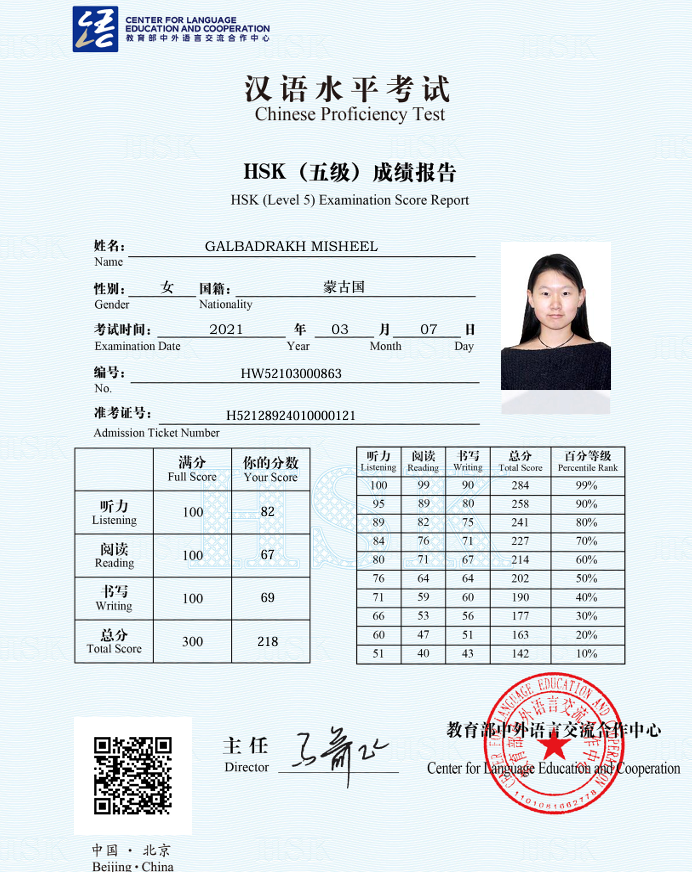 CENTER FOR LANGUAGE
EDUCATION AND COOPERATION
教育部中外语言交流合作中心
汉语水平考试
Chinese Proficiency Test
HSK（五级）成绩报告
HSK (Level 5) Examination Score Report
姓名： GALBADRAKH MISHEEL
Name
性别： 女 国籍： 蒙古国
Gender Nationality
考试时间： 2021 年 03 月 07 日
Examination Date Year Month Day
编号： HW52103000863
No.
准考证号： H52128924010000121
Admission Ticket Number
满分 你的分数
Full Score Your Score
听力 100 82
Listening
阅读 100 67
Reading
书写 100 69
Writing
总分 300 218
Total Score
听力 阅读 书写 总分 百分等级
Listening Reading Writing Total Score Percentile Rank
100 99 90 284 99%
95 89 80 258 90%
89 82 75 241 80%
84 76 71 227 70%
80 71 67 214 60%
76 64 64 202 50%
71 59 60 190 40%
66 53 56 177 30%
60 47 51 163 20%
51 40 43 142 10%
HSK
主任
Director
教育部中外语言交流合作中心
Center for Language Education and Cooperation
CENTER FOR LANGUAGE EDUCATION AND COOPERATION
教育部中外语言交流合作中心
中国・北京
Beijing・China